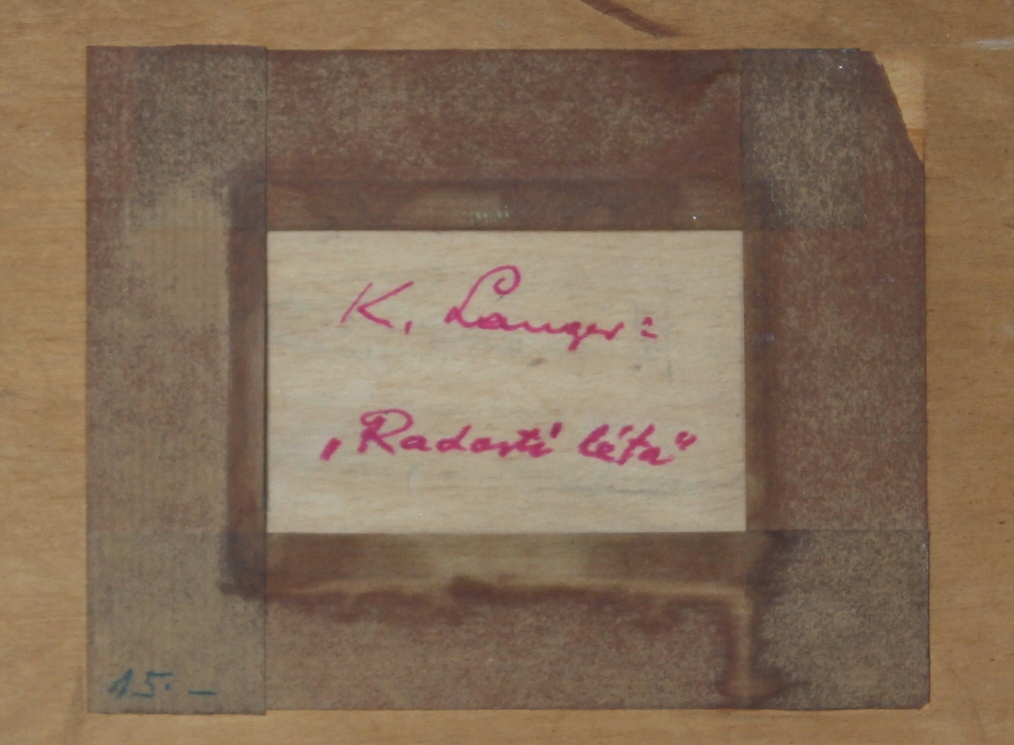 K. Langer:
„Radosti léta"
15.–